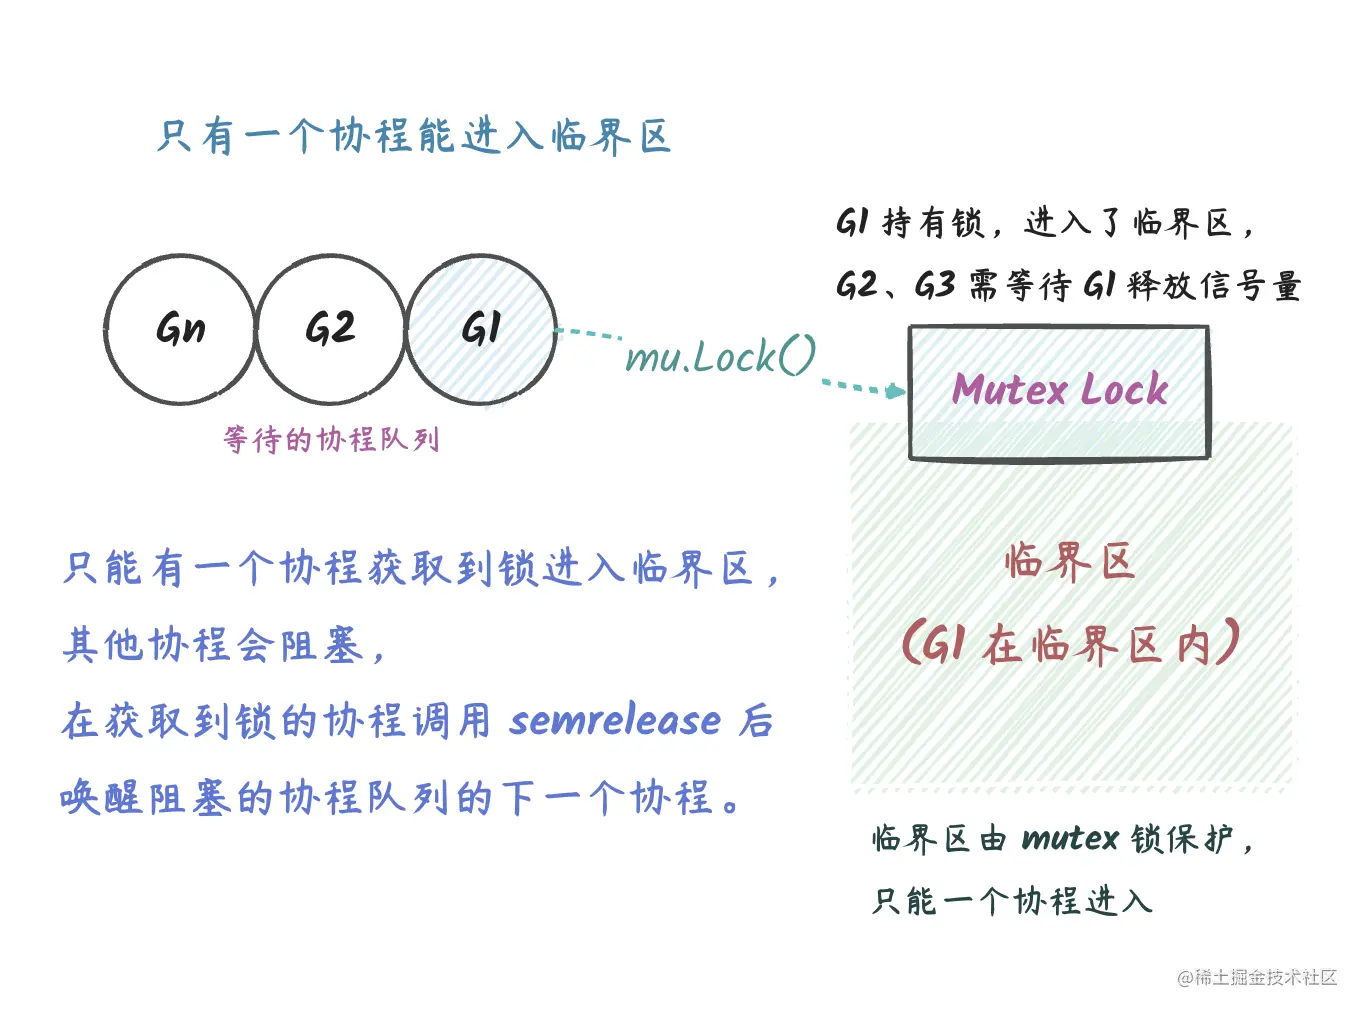 只有一个协程能进入临界区
G1 持有锁，进入了临界区，
G2、G3 需等待 G1 释放信号量
Gn
G2
G1
mu.Lock()
Mutex Lock
等待的协程队列
只能有一个协程获取到锁进入临界区，
其他协程会阻塞，
在获取到锁的协程调用 semrelease 后
唤醒阻塞的协程队列的下一个协程。
临界区
(G1 在临界区内)
临界区由 mutex 锁保护，
只能一个协程进入
@稀土掘金技术社区